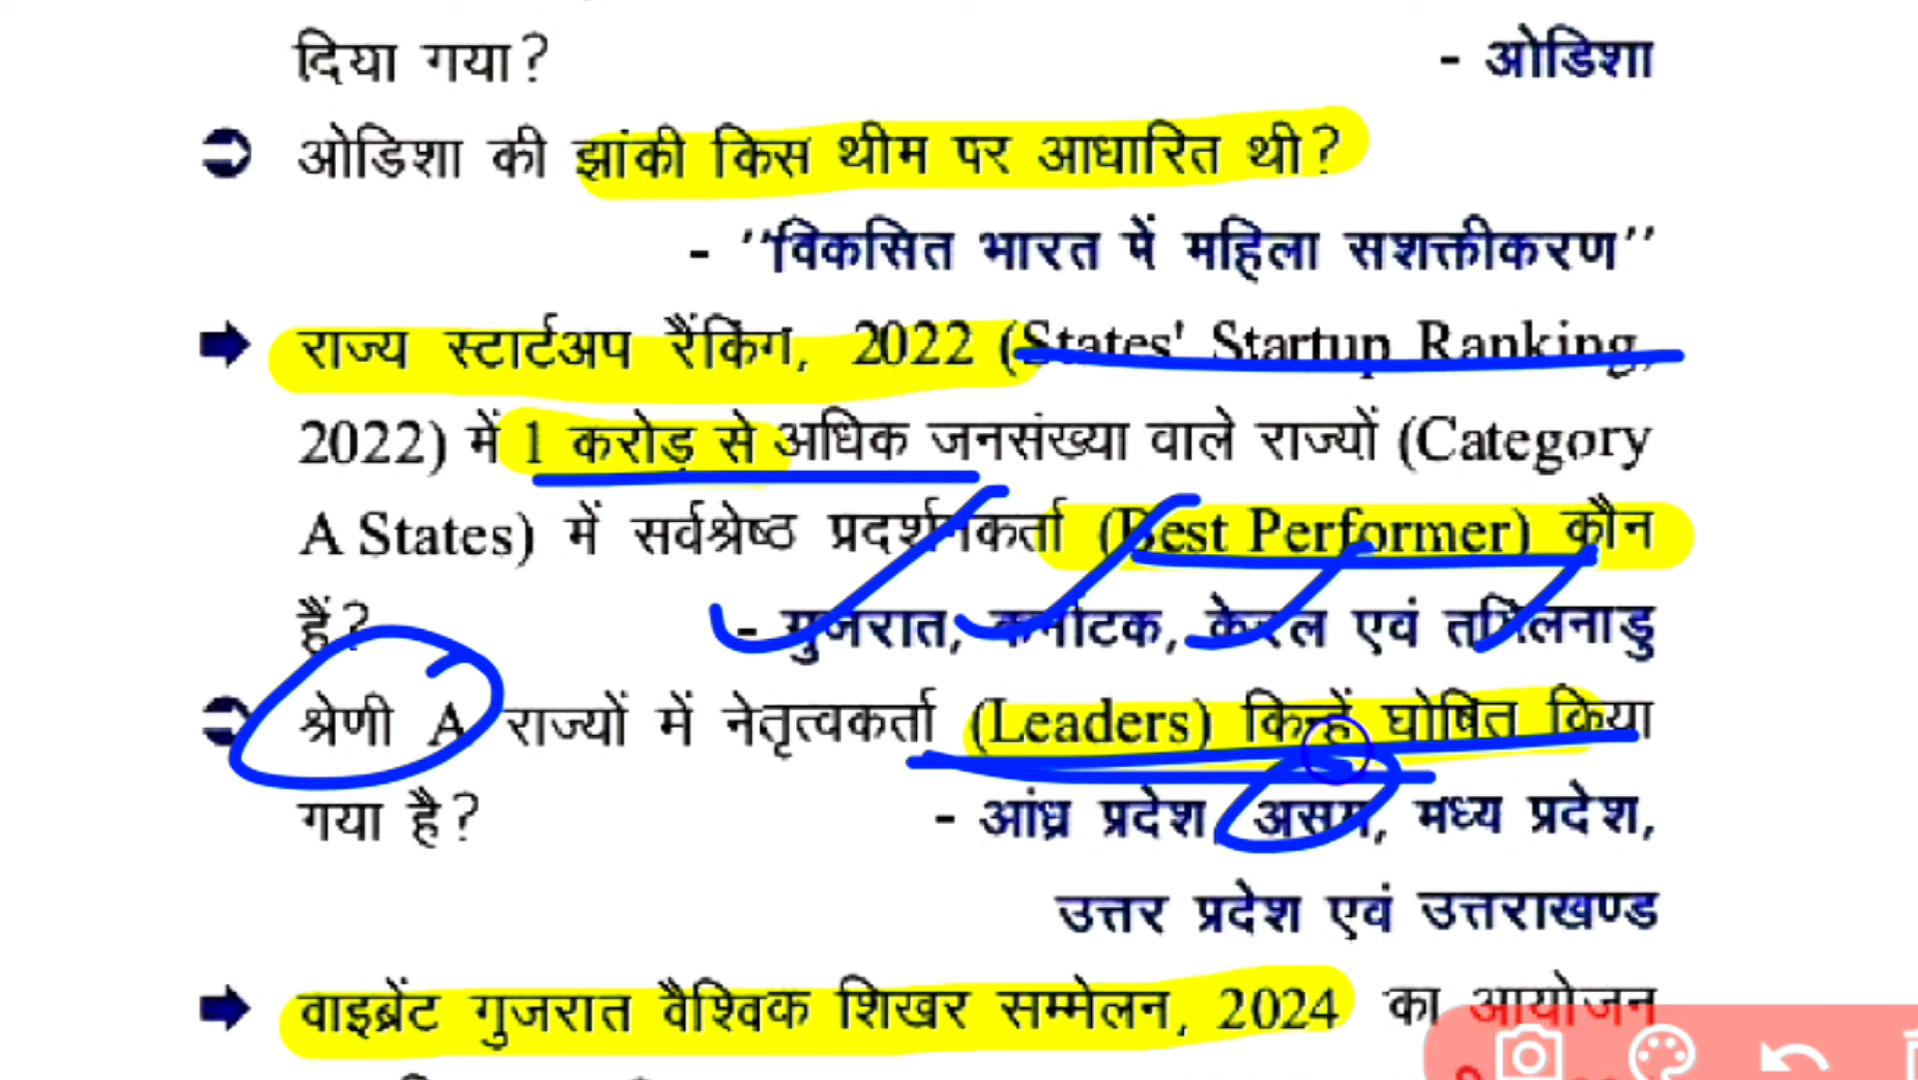 दिया गया? - ओडिशा
ओडिशा की झांकी किस थीम पर आधारित थी?
- ''विकसित भारत में महिला सशक्तीकरण''
राज्य स्टार्टअप रैंकिंग, 2022 (States' Startup Ranking,
2022) में 1 करोड़ से अधिक जनसंख्या वाले राज्यों (Category
A States) में सर्वश्रेष्ठ प्रदर्शनकर्ता (Best Performer) कौन
हैं? - गुजरात, कर्नाटक, केरल एवं तमिलनाडु
श्रेणी A राज्यों में नेतृत्वकर्ता (Leaders) किन्हें घोषित किया
गया है? - आंध्र प्रदेश, असम, मध्य प्रदेश,
उत्तर प्रदेश एवं उत्तराखण्ड
वाइब्रेंट गुजरात वैश्विक शिखर सम्मेलन, 2024 का आयोजन